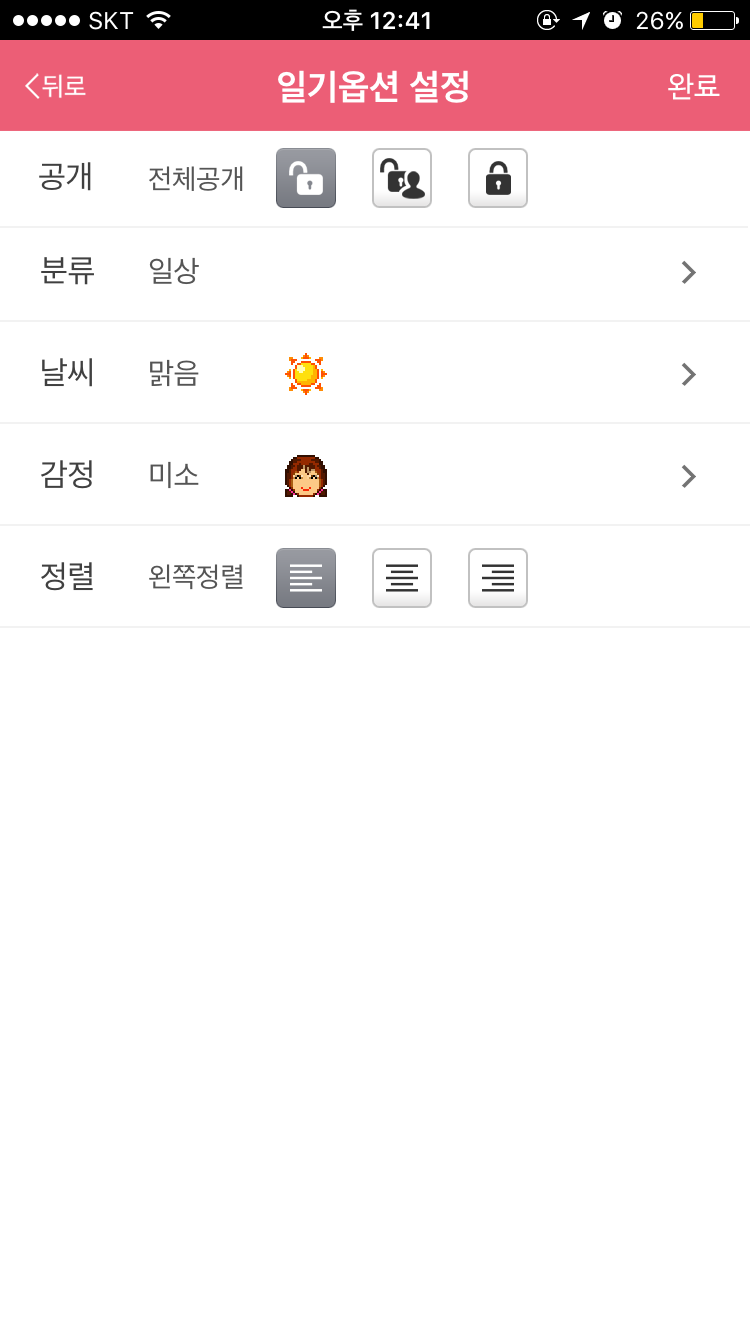 SKT 오후 12:41 26%
뒤로 일기옵션 설정 완료
공개 전체공개
분류 일상
날씨 맑음
감정 미소
정렬 왼쪽정렬